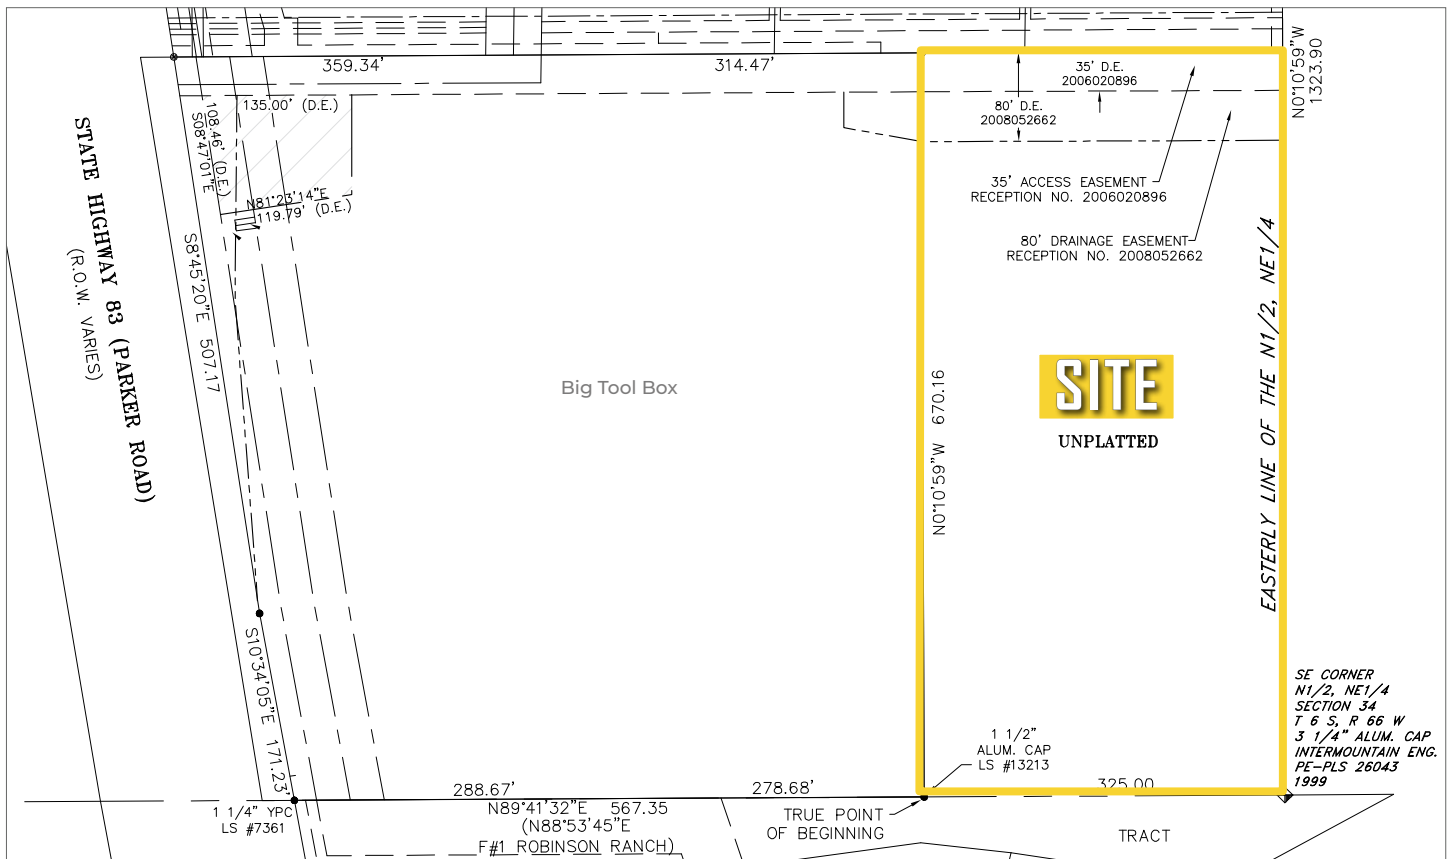 359.34'
314.47'
35' D.E.
2006020896
80' D.E.
2008052662
N0°10'59"W
1323.90
135.00' (D.E.)
108.46' (D.E.)
S08°47'01"E
N81°23'14"E
119.79' (D.E.)
35' ACCESS EASEMENT
RECEPTION NO. 2006020896
80' DRAINAGE EASEMENT
RECEPTION NO. 2008052662
STATE HIGHWAY 83 (PARKER ROAD)
(R.O.W. VARIES)
S8°45'20"E 507.17
Big Tool Box
N0°10'59"W 670.16
SITE
UNPLATTED
EASTERLY LINE OF THE N1/2, NE1/4
S10°34'05"E 171.23'
SE CORNER
N1/2, NE1/4
SECTION 34
T 6 S, R 66 W
3 1/4" ALUM. CAP
INTERMOUNTAIN ENG.
PE-PLS 26043
1999
1 1/2"
ALUM. CAP
LS #13213
288.67'
278.68'
325.00
1 1/4" YPC
LS #7361
N89°41'32"E 567.35
(N88°53'45"E
F#1 ROBINSON RANCH)
TRUE POINT
OF BEGINNING
TRACT